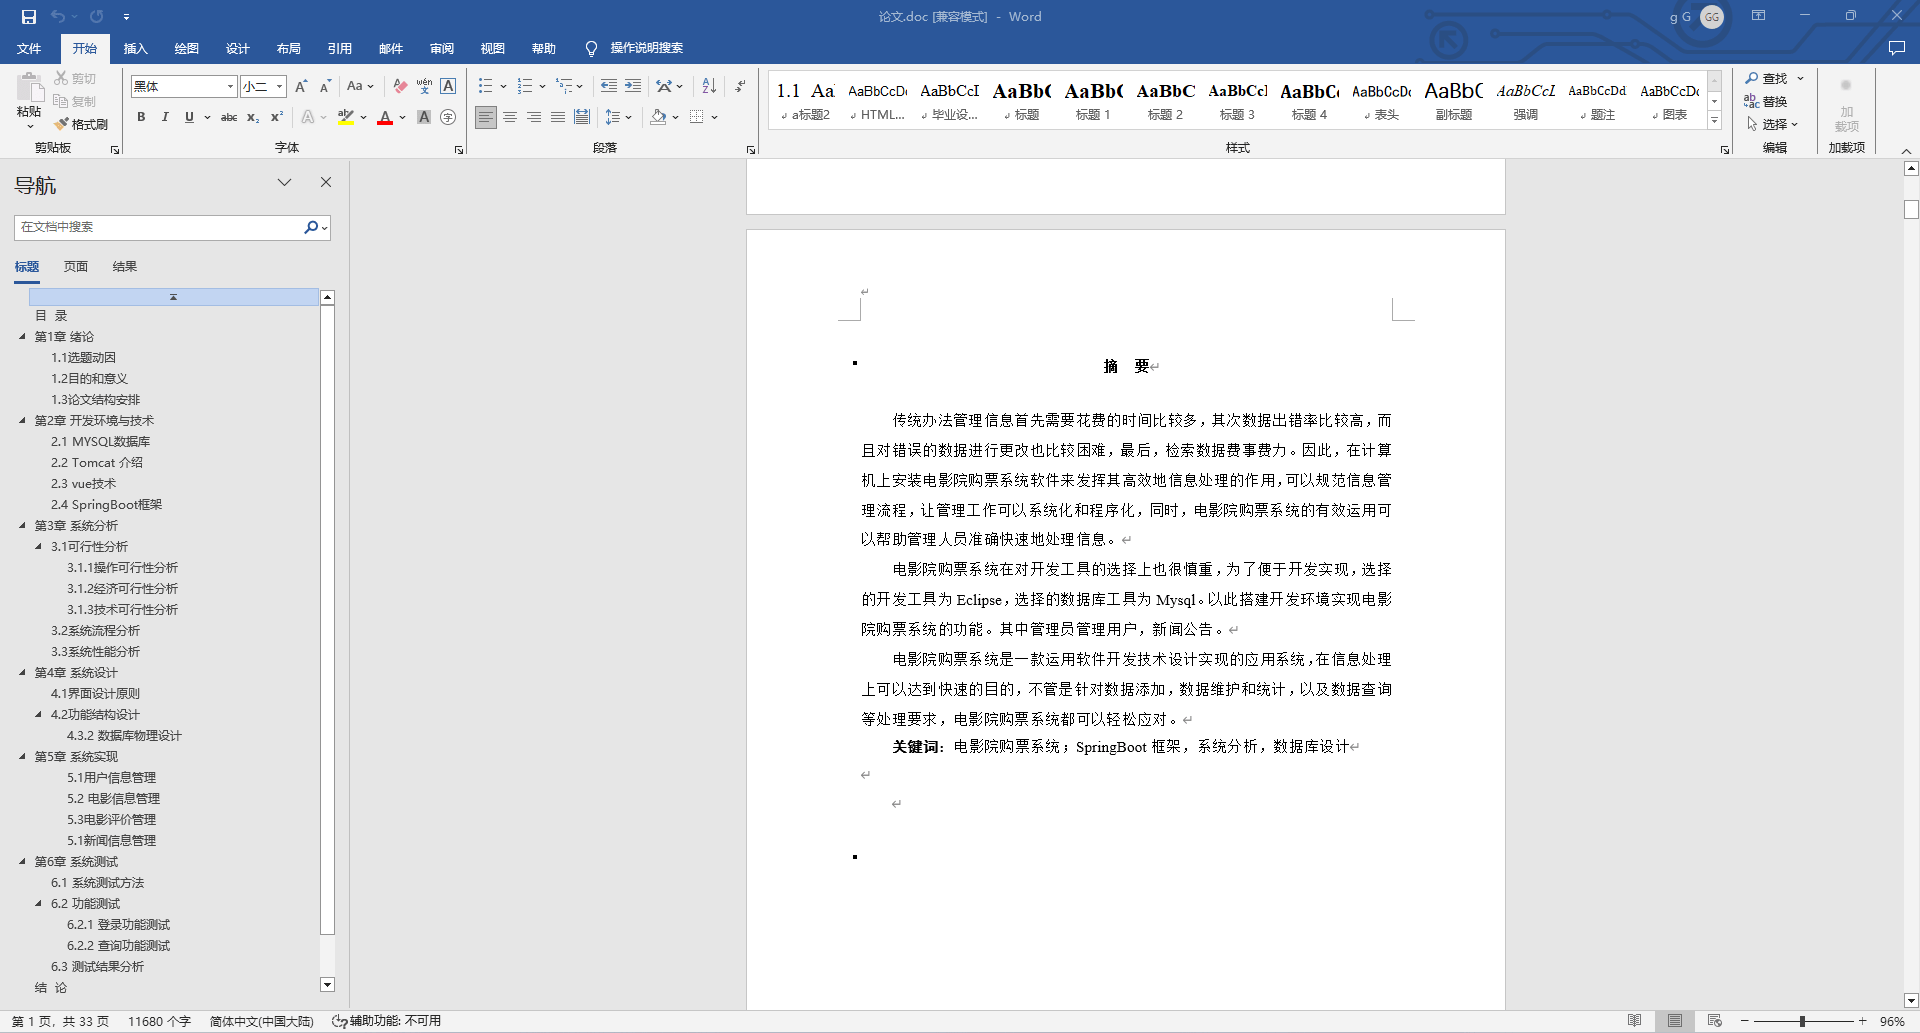 论文.doc [兼容模式] - Word
g G GG
文件 开始 插入 绘图 设计 布局 引用 邮件 审阅 视图 帮助 操作说明搜索
粘贴 剪切 复制 格式刷 剪贴板
黑体 小二 A A Aa wén 文 A
B I U abc x₂ x² A aby A A 字 字体
段落
1.1 Aa AaBbCcDc AaBbCcI AaBb( AaBb( AaBbC AaBbCcI AaBbC( AaBbCcDc AaBb( AaBbCcL AaBbCcDd AaBbCcDc
a标题2 HTML... 毕业设... 标题 标题 1 标题 2 标题 3 标题 4 表头 副标题 强调 题注 图表
样式
查找 替换 选择 编辑
加载项 加载项
导航
在文档中搜索
标题 页面 结果
目 录
第1章 绪论
1.1选题动因
1.2目的和意义
1.3论文结构安排
第2章 开发环境与技术
2.1 MYSQL数据库
2.2 Tomcat 介绍
2.3 vue技术
2.4 SpringBoot框架
第3章 系统分析
3.1可行性分析
3.1.1操作可行性分析
3.1.2经济可行性分析
3.1.3技术可行性分析
3.2系统流程分析
3.3系统性能分析
第4章 系统设计
4.1界面设计原则
4.2功能结构设计
4.3.2 数据库物理设计
第5章 系统实现
5.1用户信息管理
5.2 电影信息管理
5.3电影评价管理
5.1新闻信息管理
第6章 系统测试
6.1 系统测试方法
6.2 功能测试
6.2.1 登录功能测试
6.2.2 查询功能测试
6.3 测试结果分析
结 论
摘 要
传统办法管理信息首先需要花费的时间比较多，其次数据出错率比较高，而
且对错误的数据进行更改也比较困难，最后，检索数据费事费力。因此，在计算
机上安装电影院购票系统软件来发挥其高效地信息处理的作用，可以规范信息管
理流程，让管理工作可以系统化和程序化，同时，电影院购票系统的有效运用可
以帮助管理人员准确快速地处理信息。
电影院购票系统在对开发工具的选择上也很慎重，为了便于开发实现，选择
的开发工具为 Eclipse，选择的数据库工具为 Mysql。以此搭建开发环境实现电影
院购票系统的功能。其中管理员管理用户，新闻公告。
电影院购票系统是一款运用软件开发技术设计实现的应用系统，在信息处理
上可以达到快速的目的，不管是针对数据添加，数据维护和统计，以及数据查询
等处理要求，电影院购票系统都可以轻松应对。
关键词：电影院购票系统；SpringBoot 框架，系统分析，数据库设计
第 1 页，共 33 页 11680 个字 简体中文(中国大陆) 辅助功能: 不可用 96%